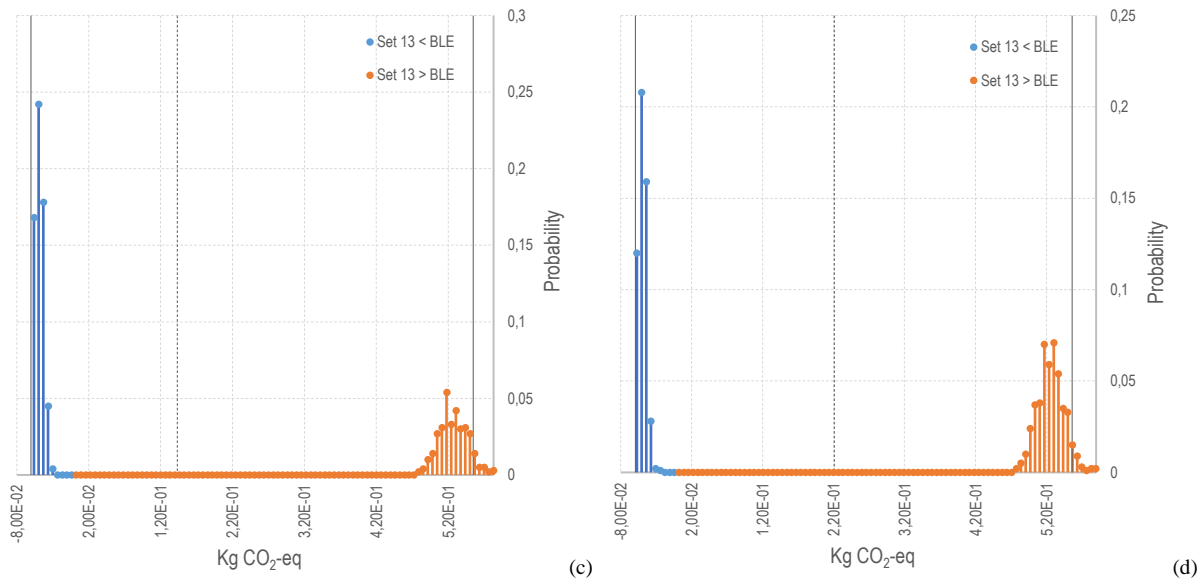 0,3
0,25
0,2
0,15
0,1
0,05
0
Probability
Set 13 < BLE
Set 13 > BLE
-8,00E-02
2,00E-02
1,20E-01
2,20E-01
3,20E-01
4,20E-01
5,20E-01
Kg CO₂-eq
(c)
0,25
0,2
0,15
0,1
0,05
0
Probability
Set 13 < BLE
Set 13 > BLE
-8,00E-02
2,00E-02
1,20E-01
2,20E-01
3,20E-01
4,20E-01
5,20E-01
Kg CO₂-eq
(d)